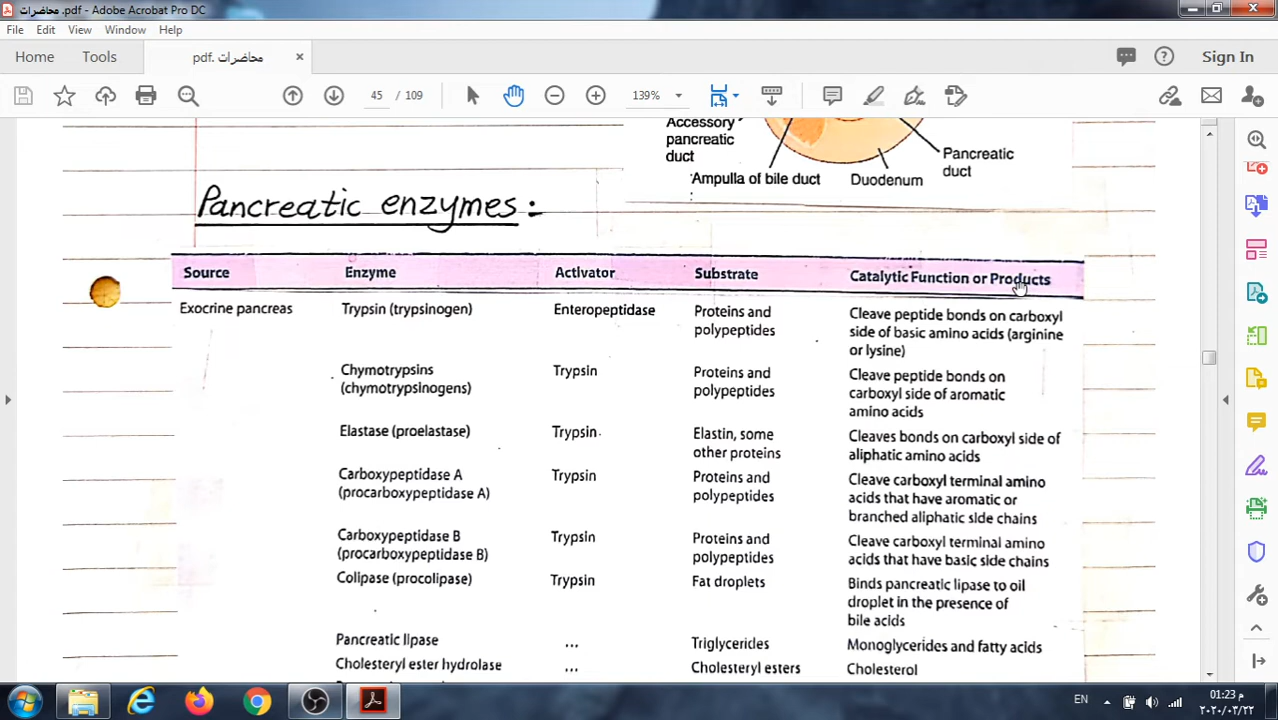 محاضرات .pdf - Adobe Acrobat Pro DC
File Edit View Window Help
Home Tools محاضرات .pdf Sign In
45 / 109 139%
Accessory
pancreatic
duct
Pancreatic
duct
Ampulla of bile duct Duodenum
Pancreatic enzymes:
Source Enzyme Activator Substrate Catalytic Function or Products
Exocrine pancreas Trypsin (trypsinogen) Enteropeptidase Proteins and Cleave peptide bonds on carboxyl
polypeptides side of basic amino acids (arginine
or lysine)
Chymotrypsins Trypsin Proteins and Cleave peptide bonds on
(chymotrypsinogens) polypeptides carboxyl side of aromatic
amino acids
Elastase (proelastase) Trypsin Elastin, some Cleaves bonds on carboxyl side of
other proteins aliphatic amino acids
Carboxypeptidase A Trypsin Proteins and Cleave carboxyl terminal amino
(procarboxypeptidase A) polypeptides acids that have aromatic or
branched aliphatic side chains
Carboxypeptidase B Trypsin Proteins and Cleave carboxyl terminal amino
(procarboxypeptidase B) polypeptides acids that have basic side chains
Colipase (procolipase) Trypsin Fat droplets Binds pancreatic lipase to oil
droplet in the presence of
bile acids
Pancreatic lipase ... Triglycerides Monoglycerides and fatty acids
Cholesteryl ester hydrolase ... Cholesteryl esters Cholesterol
EN 01:23 م
٢٠٢٠/٠٣/٢٢